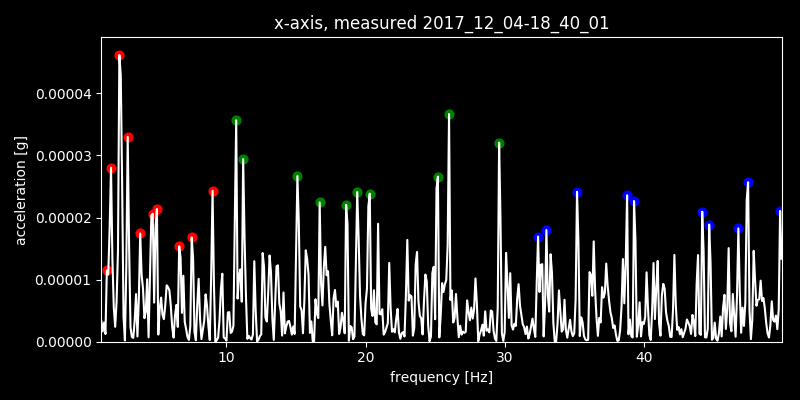 x-axis, measured 2017_12_04-18_40_01
acceleration [g]
0.00004
0.00003
0.00002
0.00001
0.00000
10 20 30 40
frequency [Hz]